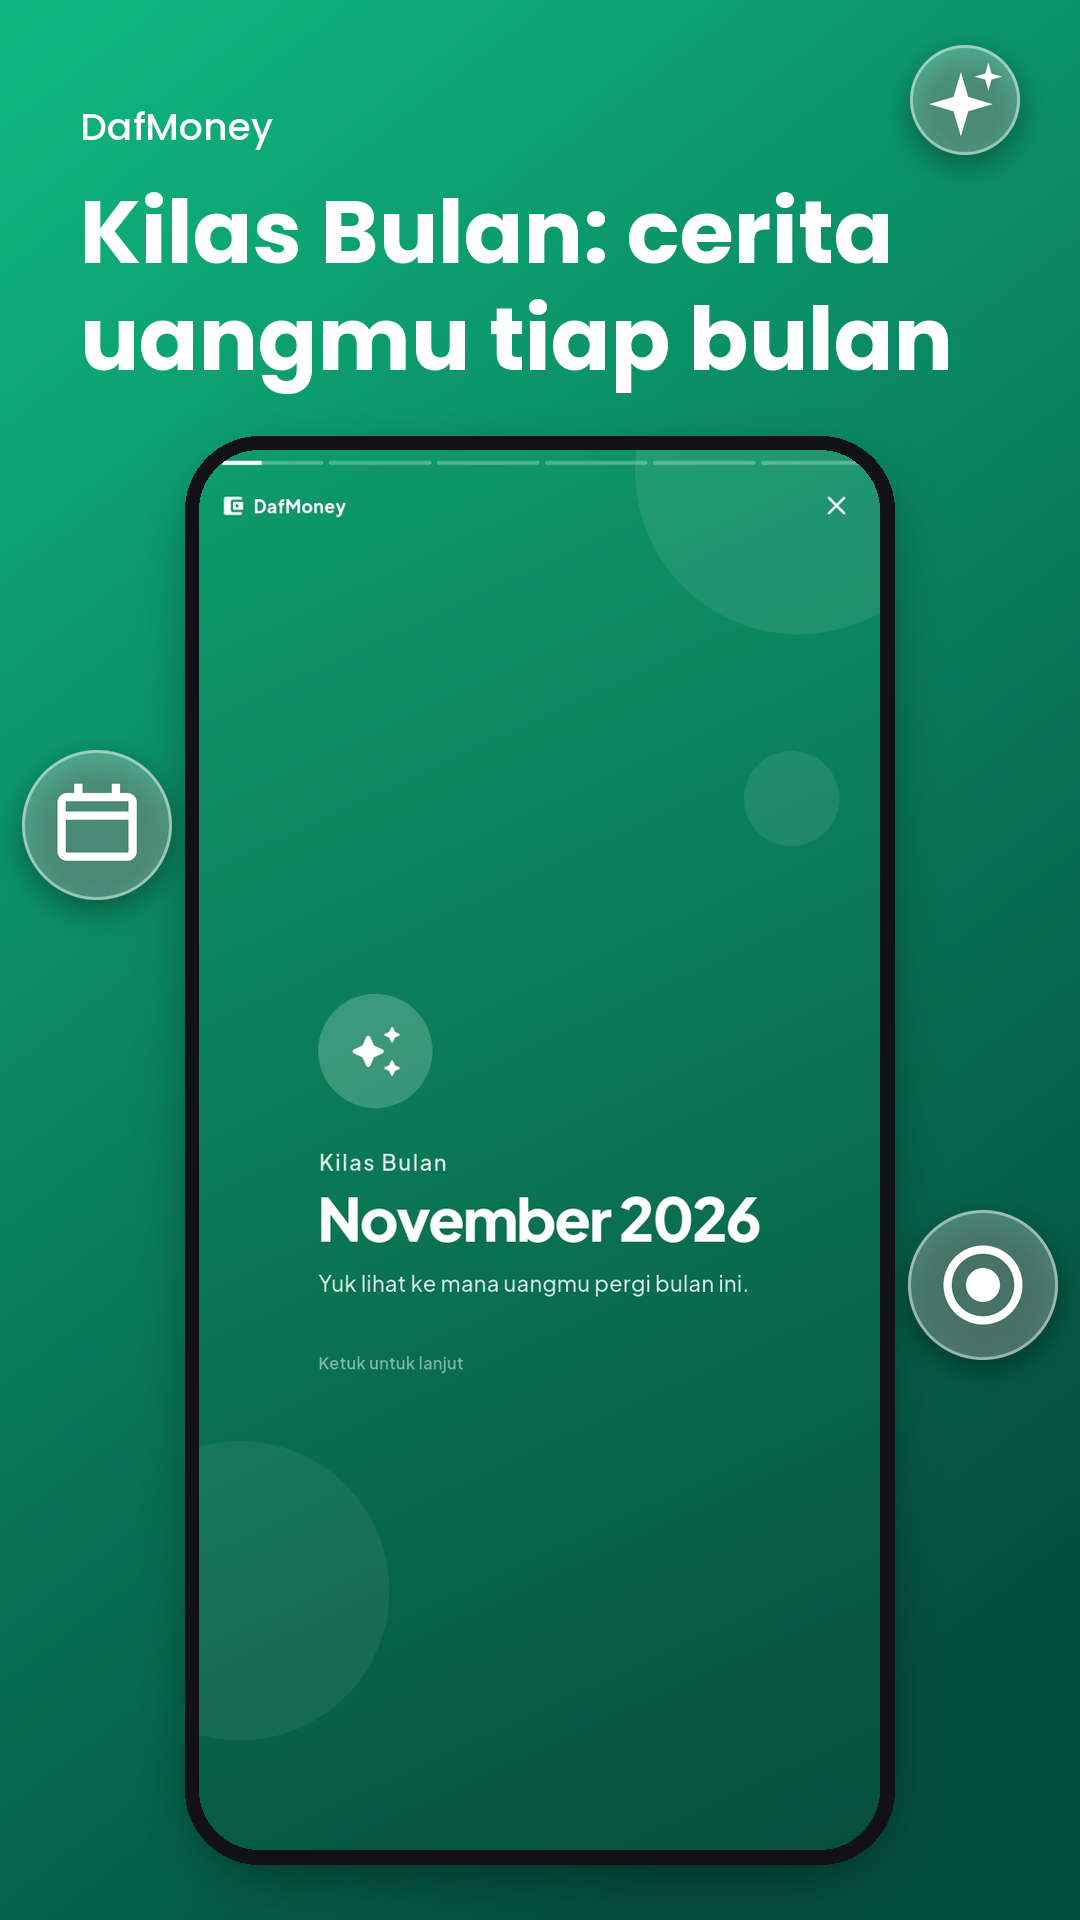 DafMoney
Kilas Bulan: cerita
uangmu tiap bulan
DafMoney
Kilas Bulan
November 2026
Yuk lihat ke mana uangmu pergi bulan ini.
Ketuk untuk lanjut